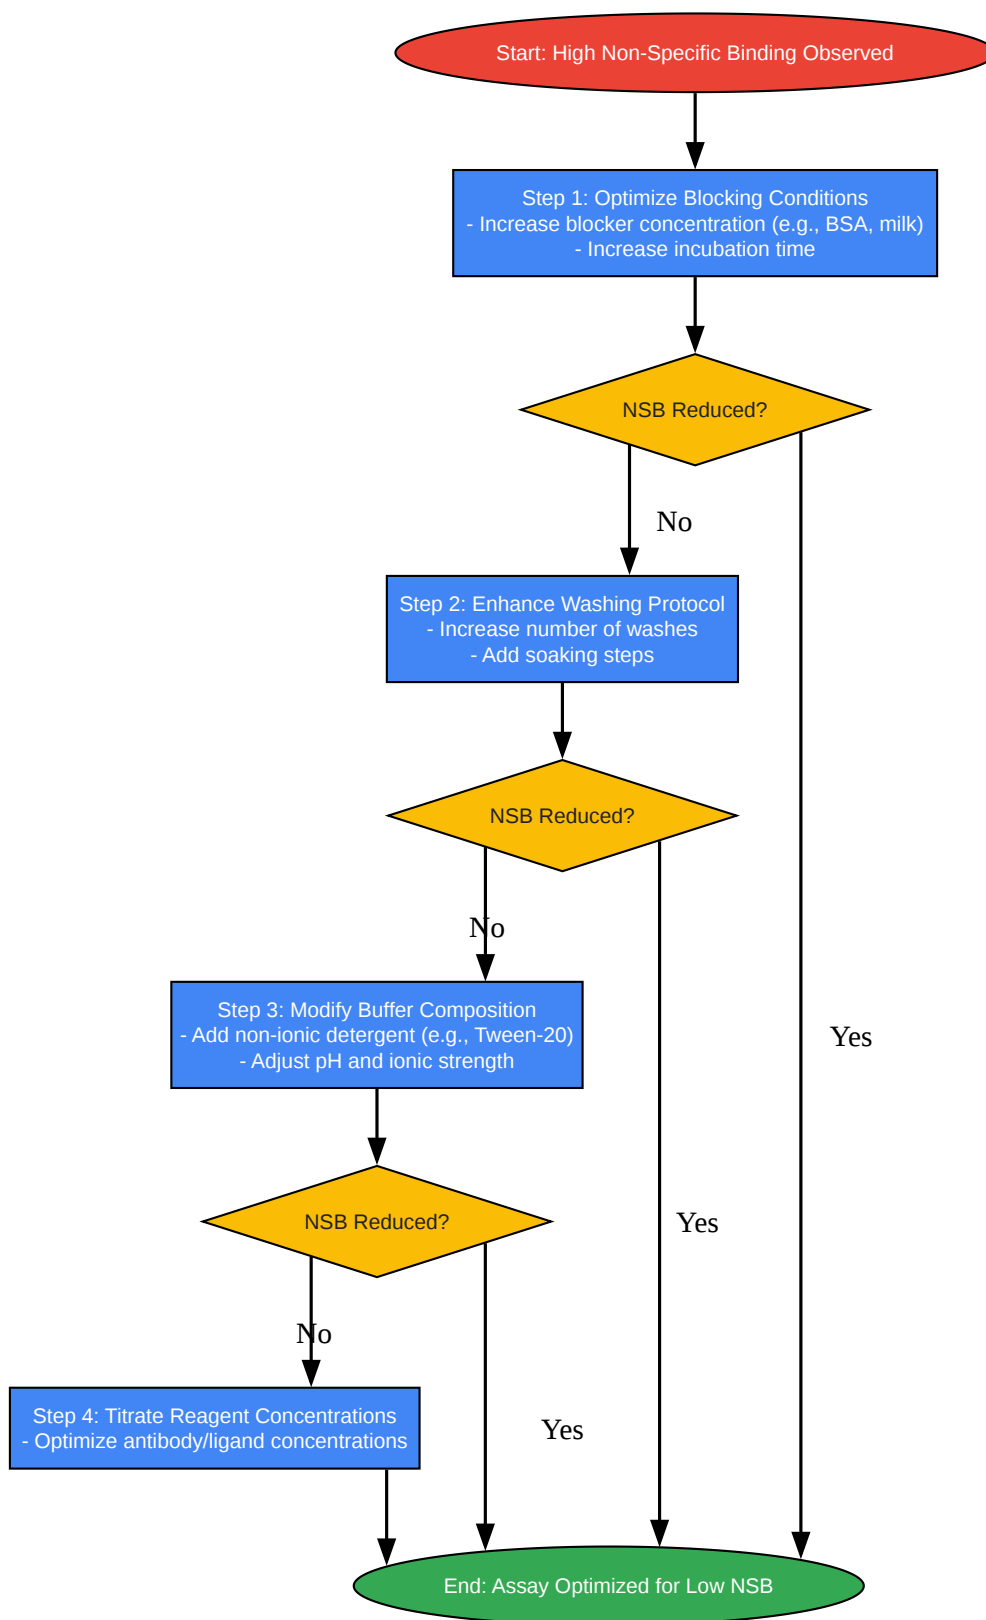 Start: High Non-Specific Binding Observed
Step 1: Optimize Blocking Conditions
- Increase blocker concentration (e.g., BSA, milk)
- Increase incubation time
NSB Reduced?
No
Step 2: Enhance Washing Protocol
- Increase number of washes
- Add soaking steps
NSB Reduced?
No
Step 3: Modify Buffer Composition
- Add non-ionic detergent (e.g., Tween-20)
- Adjust pH and ionic strength
Yes
NSB Reduced?
Yes
No
Step 4: Titrate Reagent Concentrations
- Optimize antibody/ligand concentrations
Yes
End: Assay Optimized for Low NSB